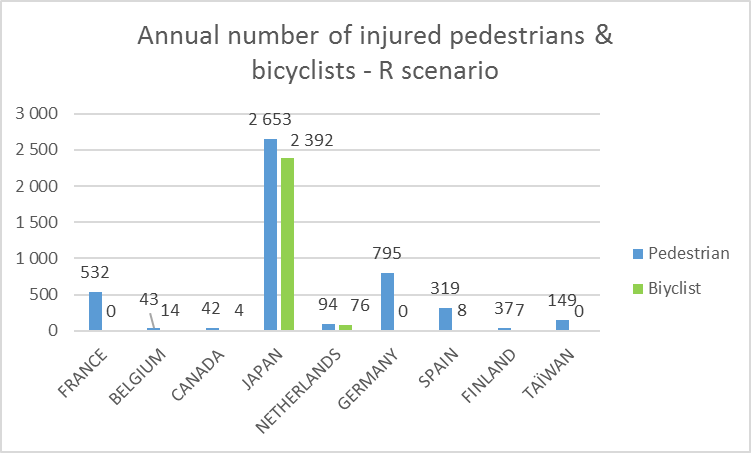 Annual number of injured pedestrians &
bicyclists - R scenario
3 000
2 500
2 000
1 500
1 000
500
0
532
0
43
14
42
4
2 653
2 392
94
76
795
0
319
8
37
7
149
0
FRANCE
BELGIUM
CANADA
JAPAN
NETHERLANDS
GERMANY
SPAIN
FINLAND
TAÏWAN
Pedestrian
Biyclist